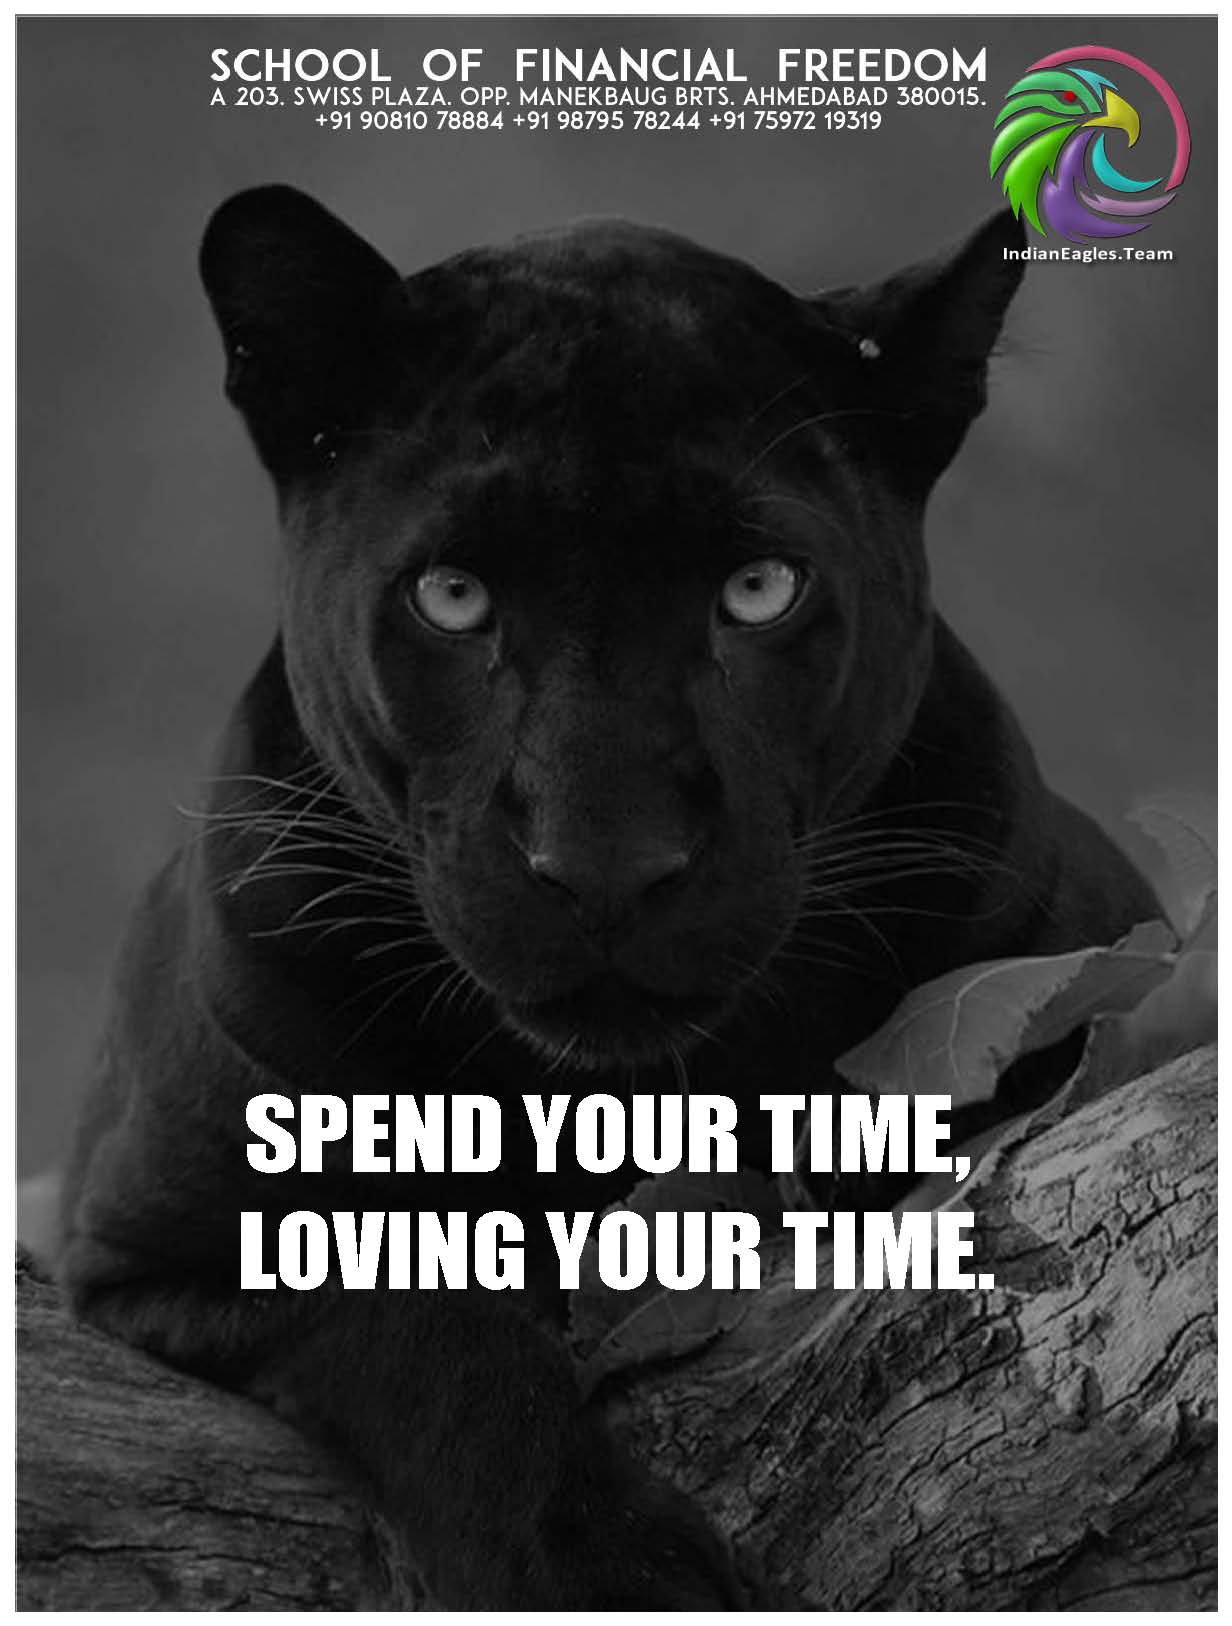 SCHOOL OF FINANCIAL FREEDOM
A 203. SWISS PLAZA. OPP. MANEKBAUG BRTS. AHMEDABAD 380015.
+91 90810 78884 +91 98795 78244 +91 75972 19319
IndianEagles.Team
SPEND YOUR TIME,
LOVING YOUR TIME.